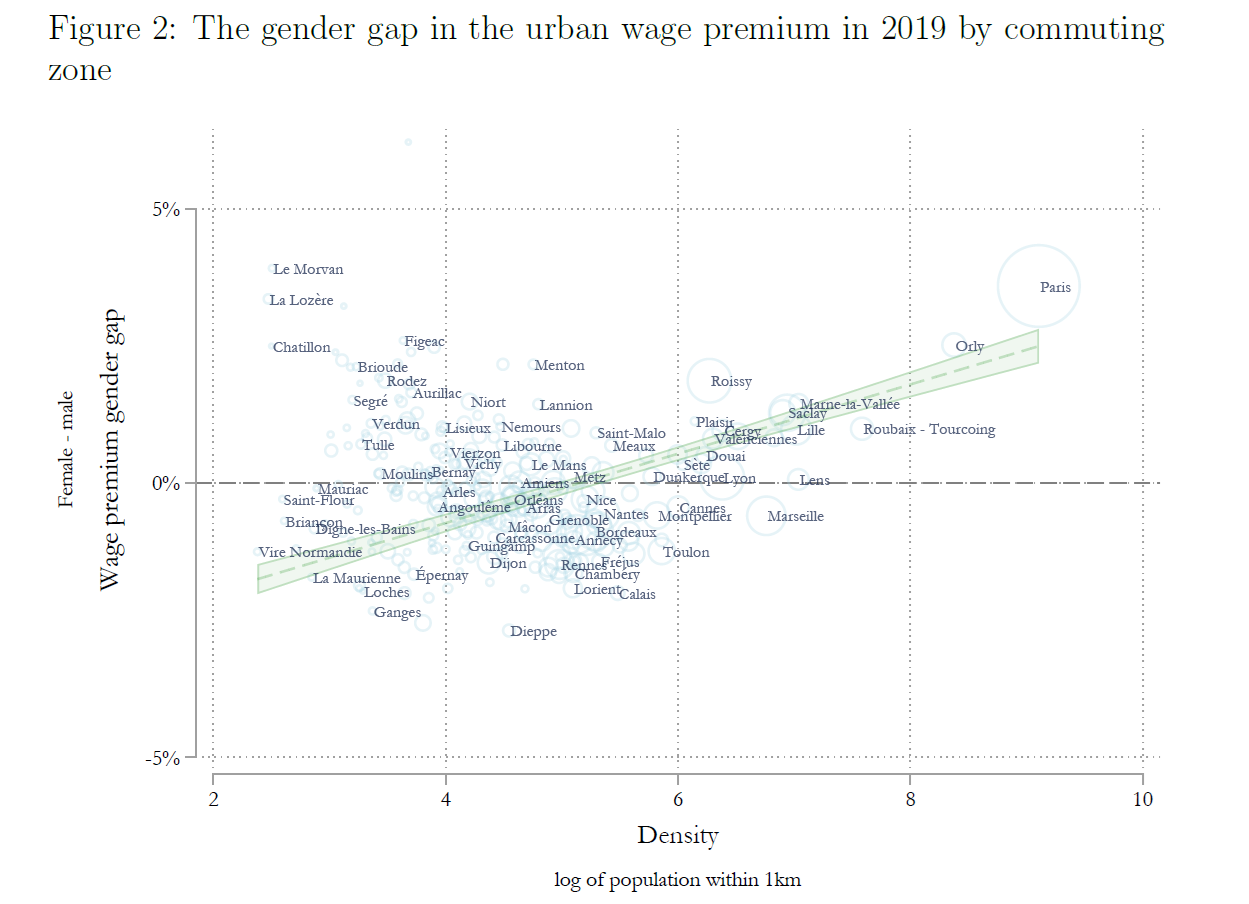 Figure 2: The gender gap in the urban wage premium in 2019 by commuting
zone
Female - male
Wage premium gender gap
5%
0%
-5%
Le Morvan
La Lozère
Chatillon
Figeac
Brioude
Rodez
Aurillac
Segré
Niort
Menton
Lannion
Verdun
Lisieux
Nemours
Tulle
Vierzon
Libourne
Vichy
Saint-Malo
Meaux
Le Mans
Moulins
Bernay
Metz
Amiens
Paris
Orly
Roissy
Marne-la-Vallée
Saclay
Plaisir
Cergy
Lille
Roubaix - Tourcoing
Valenciennes
Douai
Sète
Dunkerque
Lyon
Lens
Mauriac
Saint-Flour
Arles
Angoulême
Orléans
Arras
Nice
Cannes
Nantes
Montpellier
Marseille
Briançon
Digne-les-Bains
Mâcon
Grenoble
Bordeaux
Carcassonne
Annecy
Vire Normandie
Guingamp
Toulon
Dijon
Rennes
Fréjus
La Maurienne
Épernay
Chambéry
Loches
Lorient
Calais
Ganges
Dieppe
2
4
6
8
10
Density
log of population within 1km